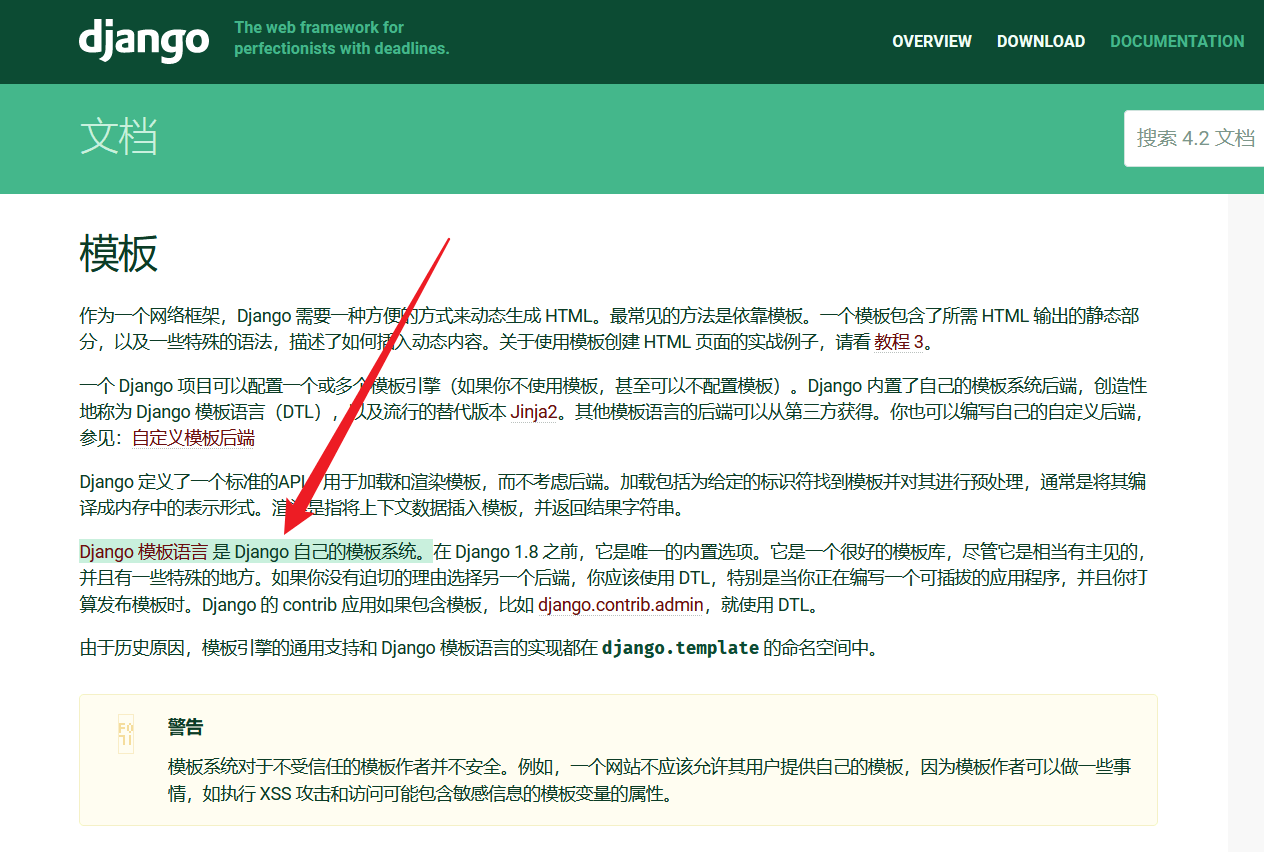 django
The web framework for
perfectionists with deadlines.
OVERVIEW DOWNLOAD DOCUMENTATION
文档
搜索 4.2 文档
模板
作为一个网络框架，Django 需要一种方便的方式来动态生成 HTML。最常见的方法是依靠模板。一个模板包含了所需 HTML 输出的静态部
分，以及一些特殊的语法，描述了如何插入动态内容。关于使用模板创建 HTML 页面的实战例子，请看 教程 3。
一个 Django 项目可以配置一个或多个模板引擎（如果你不使用模板，甚至可以不配置模板）。Django 内置了自己的模板系统后端，创造性
地称为 Django 模板语言（DTL），以及流行的替代版本 Jinja2。其他模板语言的后端可以从第三方获得。你也可以编写自己的自定义后端，
参见：自定义模板后端
Django 定义了一个标准的API，用于加载和渲染模板，而不考虑后端。加载包括为给定的标识符找到模板并对其进行预处理，通常是将其编
译成内存中的表示形式。渲染是指将上下文数据插入模板，并返回结果字符串。
Django 模板语言 是 Django 自己的模板系统。在 Django 1.8 之前，它是唯一的内置选项。它是一个很好的模板库，尽管它是相当有主见的，
并且有一些特殊的地方。如果你没有迫切的理由选择另一个后端，你应该使用 DTL，特别是当你正在编写一个可插拔的应用程序，并且你打
算发布模板时。Django 的 contrib 应用如果包含模板，比如 django.contrib.admin，就使用 DTL。
由于历史原因，模板引擎的通用支持和 Django 模板语言的实现都在 django.template 的命名空间中。
警告
模板系统对于不受信任的模板作者并不安全。例如，一个网站不应该允许其用户提供自己的模板，因为模板作者可以做一些事
情，如执行 XSS 攻击和访问可能包含敏感信息的模板变量的属性。